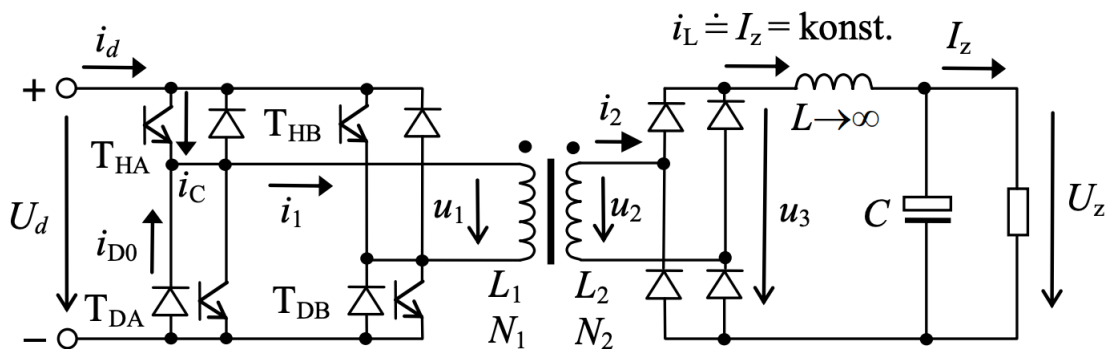 i_d
i_L ≐ I_z = konst.
I_z
+
T_HA
T_HB
i_2
L→∞
i_C
i_1
U_d
u_1
u_2
u_3
C
U_z
i_D0
T_DA
T_DB
L_1
L_2
N_1
N_2
−